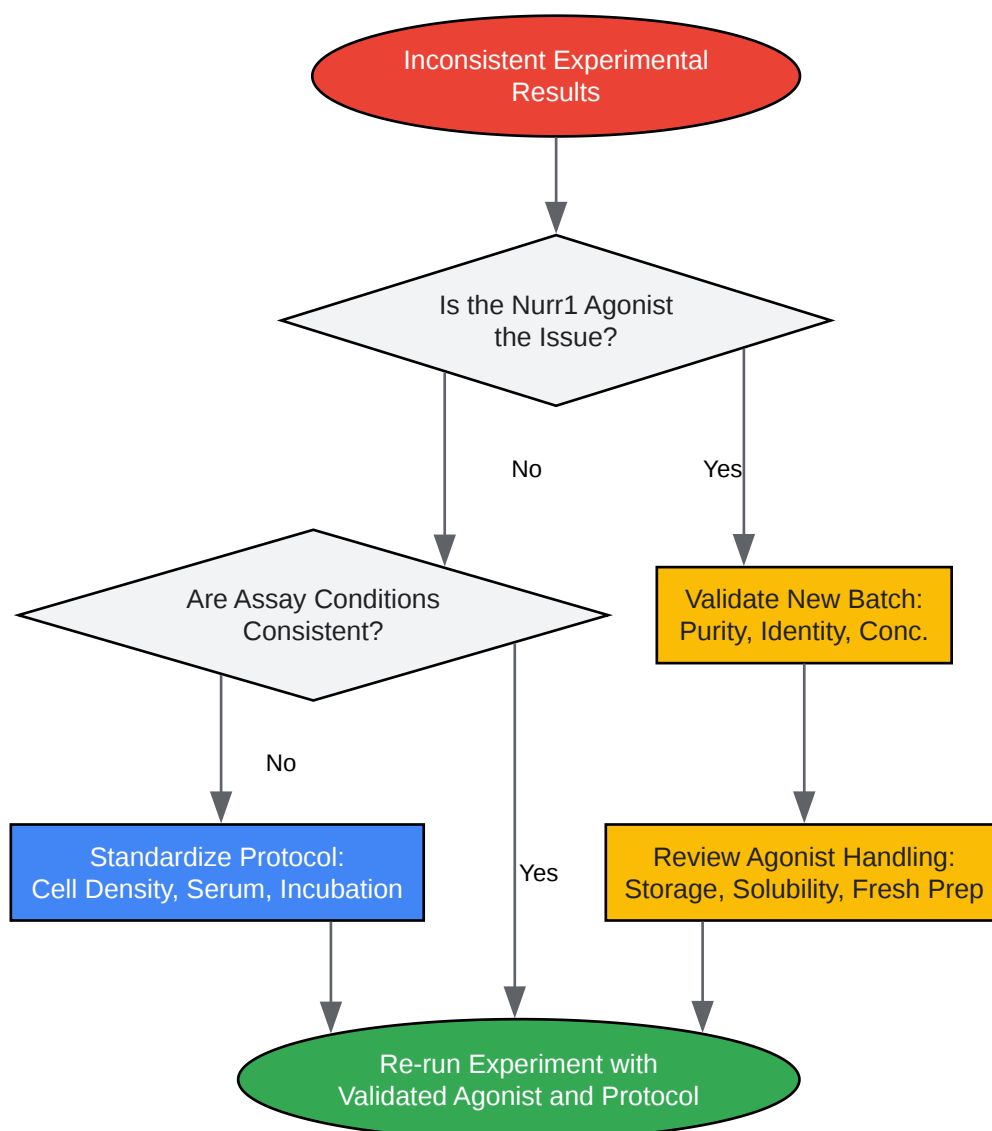 Inconsistent Experimental
Results
Is the Nurr1 Agonist
the Issue?
No
Yes
Are Assay Conditions
Consistent?
Validate New Batch:
Purity, Identity, Conc.
No
Standardize Protocol:
Cell Density, Serum, Incubation
Yes
Review Agonist Handling:
Storage, Solubility, Fresh Prep
Re-run Experiment with
Validated Agonist and Protocol